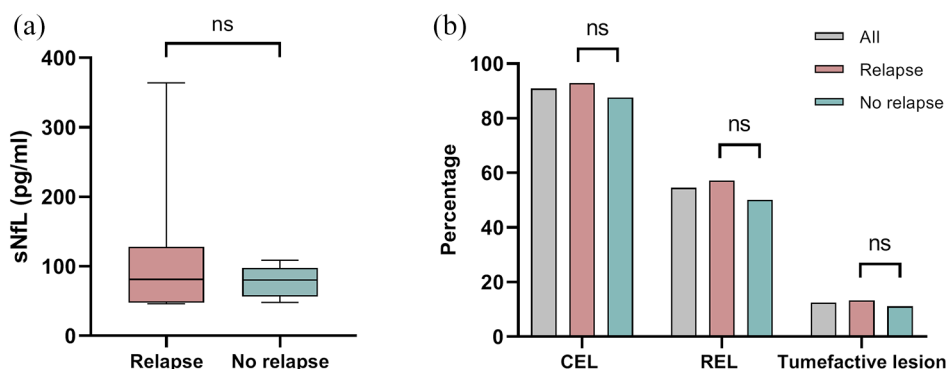 (a)
ns
400
300
200
100
0
sNfL (pg/ml)
Relapse No relapse
(b)
All
Relapse
No relapse
ns
ns
ns
100
80
60
40
20
0
Percentage
CEL REL Tumefactive lesion